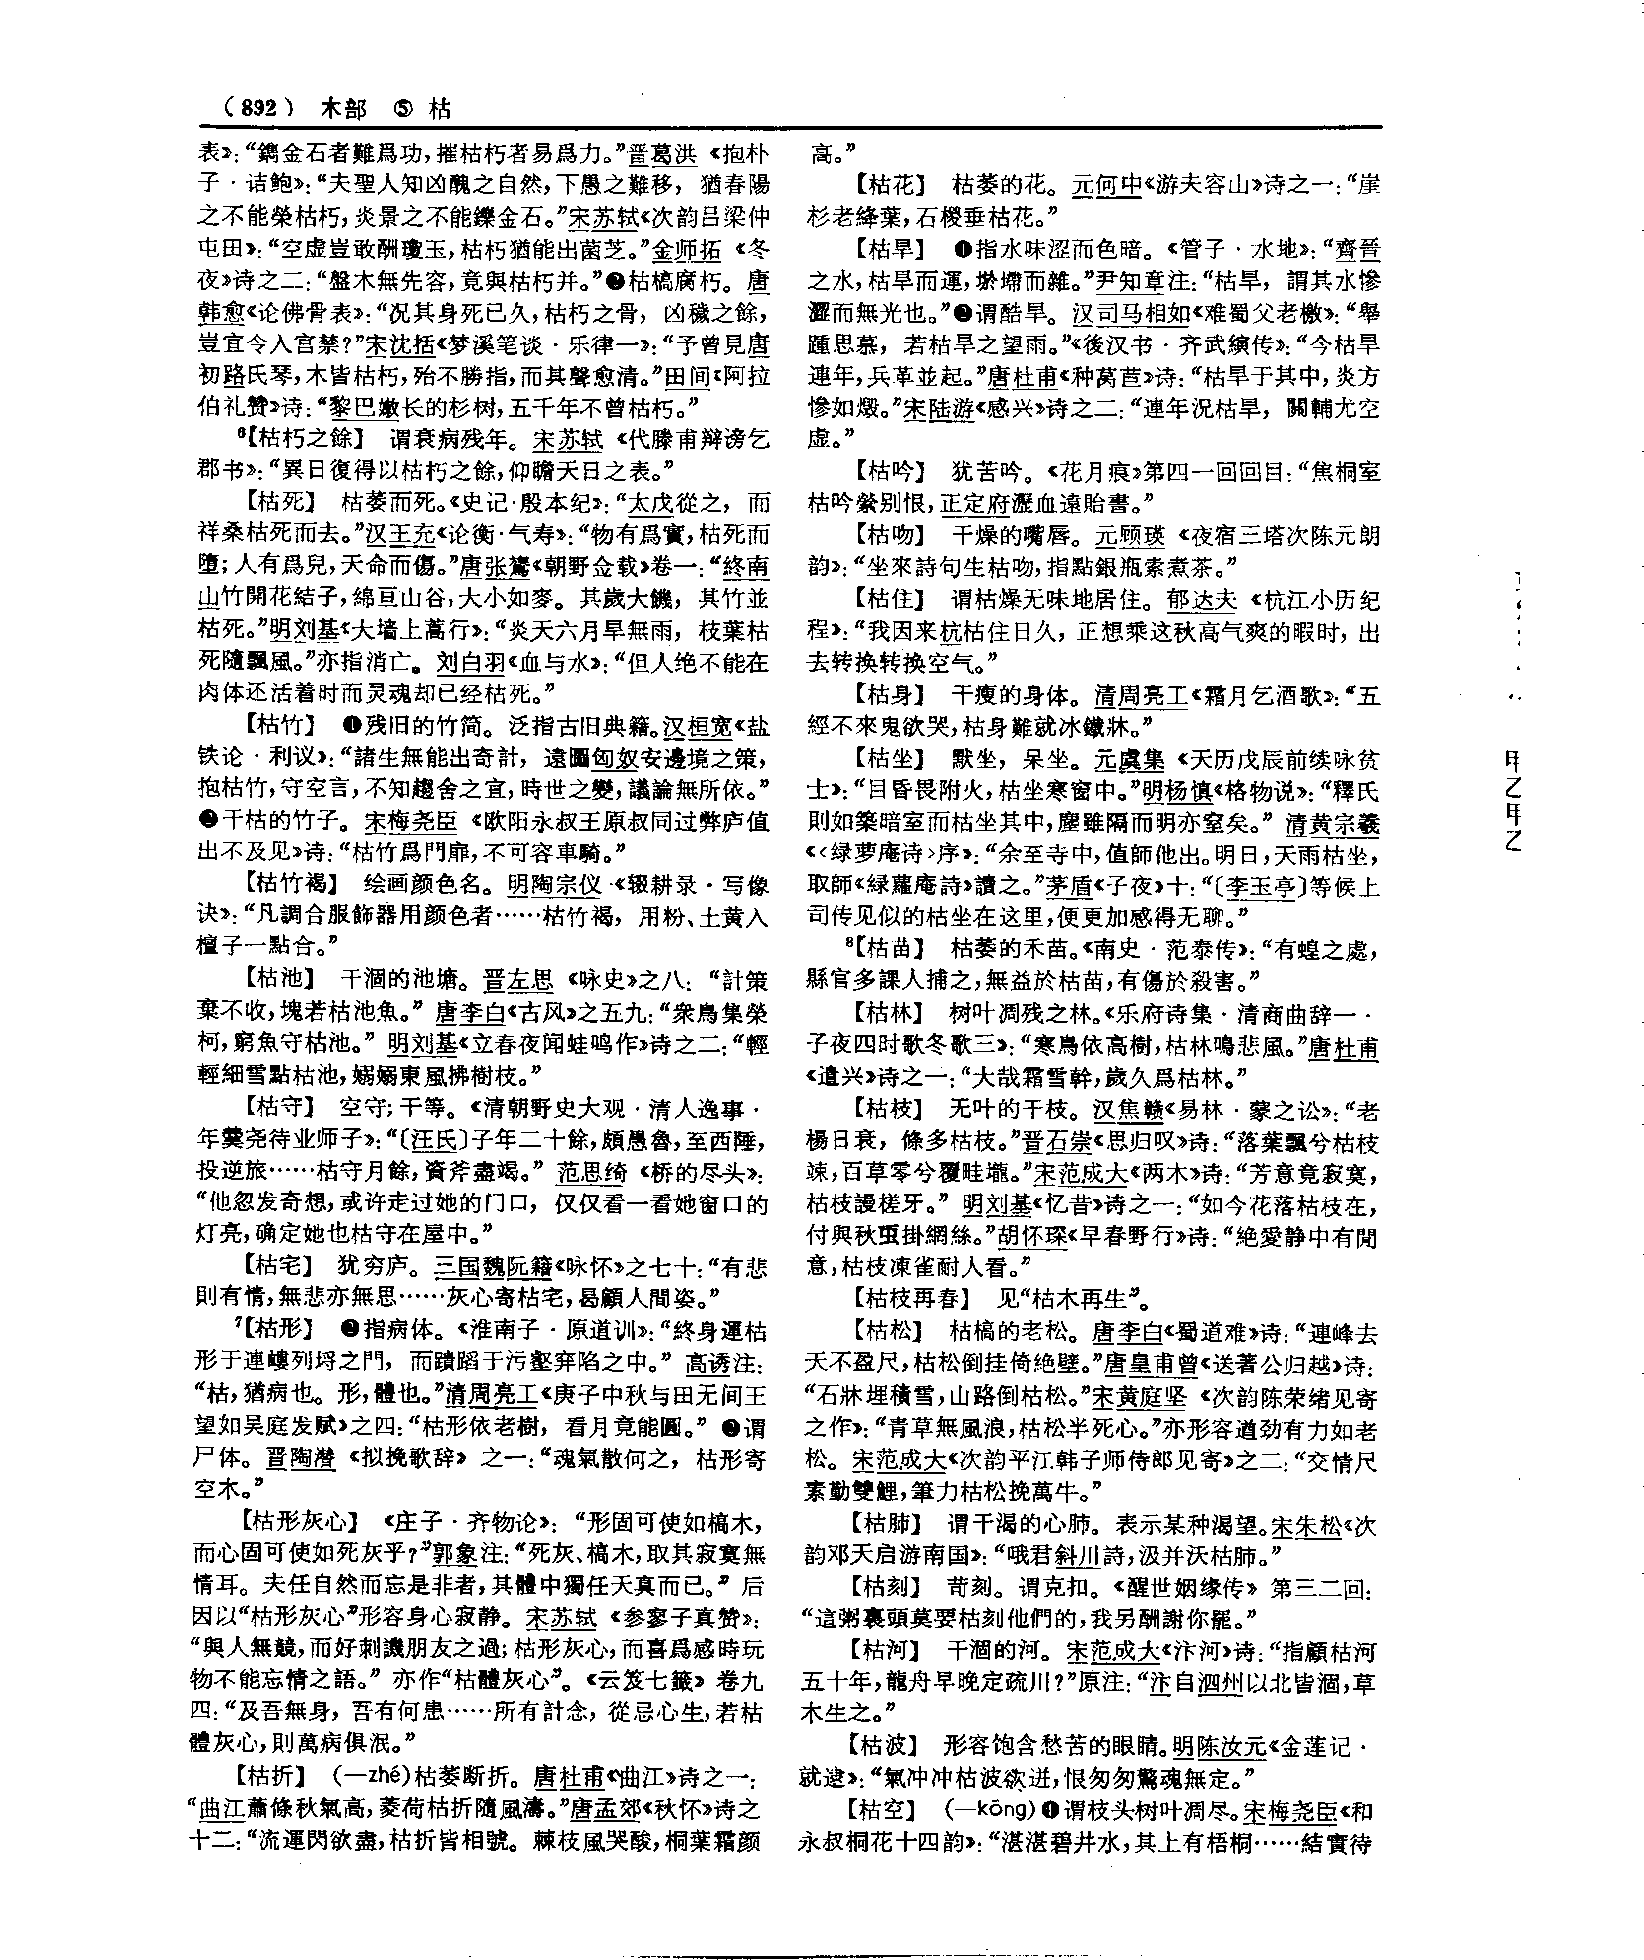 （892） 木部 ⑤ 枯
表》：“鐫金石者難爲功，摧枯朽者易爲力。”晋葛洪《抱朴
子·诘鲍》：“夫聖人知凶醜之自然，下愚之難移，猶春陽
之不能榮枯朽，炎景之不能鑠金石。”宋苏轼《次韵吕梁仲
屯田》：“空虚豈敢酬瓊玉，枯朽猶能出菌芝。”金师拓《冬
夜》诗之二：“盤木無先容，竟與枯朽并。”❷枯槁腐朽。唐
韩愈《论佛骨表》：“况其身死已久，枯朽之骨，凶穢之餘，
豈宜令入宫禁？”宋沈括《梦溪笔谈·乐律一》：“予曾見唐
初路氏琴，木皆枯朽，殆不勝指，而其聲愈清。”田间《阿拉
伯礼赞》诗：“黎巴嫩长的杉树，五千年不曾枯朽。”
⁶【枯朽之餘】 谓衰病残年。宋苏轼《代滕甫辩谤乞
郡书》：“異日復得以枯朽之餘，仰瞻天日之表。”
【枯死】 枯萎而死。《史记·殷本纪》：“太戊從之，而
祥桑枯死而去。”汉王充《论衡·气寿》：“物有爲實，枯死而
墮；人有爲兒，夭命而傷。”唐张鷟《朝野佥载》卷一：“終南
山竹開花結子，綿亘山谷，大小如麥。其歲大饑，其竹並
枯死。”明刘基《大墙上蒿行》：“炎天六月旱無雨，枝葉枯
死隨飄風。”亦指消亡。刘白羽《血与水》：“但人绝不能在
肉体还活着时而灵魂却已经枯死。”
【枯竹】 ❶残旧的竹简。泛指古旧典籍。汉桓宽《盐
铁论·利议》：“諸生無能出奇計，遠圖匈奴安邊境之策，
抱枯竹，守空言，不知趨舍之宜，時世之變，議論無所依。”
❷干枯的竹子。宋梅尧臣《欧阳永叔王原叔同过弊庐值
出不及见》诗：“枯竹爲門扉，不可容車騎。”
【枯竹褐】 绘画颜色名。明陶宗仪《辍耕录·写像
诀》：“凡調合服飾器用颜色者……枯竹褐，用粉、土黄入
檀子一點合。”
【枯池】 干涸的池塘。晋左思《咏史》之八：“計策
棄不收，塊若枯池魚。”唐李白《古风》之五九：“衆鳥集榮
柯，窮魚守枯池。”明刘基《立春夜闻蛙鸣作》诗之二：“輕
輕細雪點枯池，嫋嫋東風拂樹枝。”
【枯守】 空守；干等。《清朝野史大观·清人逸事·
年羹尧待业师子》：“〔汪氏〕子年二十餘，頗愚魯，至西陲，
投逆旅……枯守月餘，資斧盡竭。”范思绮《桥的尽头》：
“他忽发奇想，或许走过她的门口，仅仅看一看她窗口的
灯亮，确定她也枯守在屋中。”
【枯宅】 犹穷庐。三国魏阮籍《咏怀》之七十：“有悲
則有情，無悲亦無思……灰心寄枯宅，曷顧人間姿。”
⁷【枯形】 ❷指病体。《淮南子·原道训》：“終身運枯
形于連嶁列埒之門，而蹪蹈于污壑穽陷之中。”高诱注：
“枯，猶病也。形，體也。”清周亮工《庚子中秋与田无间王
望如吴庭发赋》之四：“枯形依老樹，看月竟能圓。”❷谓
尸体。晋陶潜《拟挽歌辞》之一：“魂氣散何之，枯形寄
空木。”
【枯形灰心】 《庄子·齐物论》：“形固可使如槁木，
而心固可使如死灰乎？”郭象注：“死灰、槁木，取其寂寞無
情耳。夫任自然而忘是非者，其體中獨任天真而已。”后
因以“枯形灰心”形容身心寂静。宋苏轼《参寥子真赞》：
“與人無競，而好刺譏朋友之過；枯形灰心，而喜爲感時玩
物不能忘情之語。”亦作“枯體灰心”。《云笈七籖》卷九
四：“及吾無身，吾有何患……所有計念，從忌心生，若枯
體灰心，則萬病俱泯。”
【枯折】 （一zhé）枯萎断折。唐杜甫《曲江》诗之一：
“曲江蕭條秋氣高，菱荷枯折隨風濤。”唐孟郊《秋怀》诗之
十二：“流運閃欲盡，枯折皆相號。棘枝風哭酸，桐葉霜颜
高。”
【枯花】 枯萎的花。元何中《游夫容山》诗之一：“崖
杉老绛葉，石樱垂枯花。”
【枯旱】 ❶指水味涩而色暗。《管子·水地》：“齊晉
之水，枯旱而運，淤墆而雜。”尹知章注：“枯旱，謂其水慘
澀而無光也。”❷谓酷旱。汉司马相如《难蜀父老檄》：“舉
踵思慕，若枯旱之望雨。”《後汉书·齐武縯传》：“今枯旱
連年，兵革並起。”唐杜甫《种莴苣》诗：“枯旱于其中，炎方
慘如燬。”宋陆游《感兴》诗之二：“連年況枯旱，關輔尤空
虚。”
【枯吟】 犹苦吟。《花月痕》第四一回回目：“焦桐室
枯吟縈别恨，正定府瀝血遠貽書。”
【枯吻】 干燥的嘴唇。元顾瑛《夜宿三塔次陈元朗
韵》：“坐來詩句生枯吻，指點銀瓶索煮茶。”
【枯住】 谓枯燥无味地居住。郁达夫《杭江小历纪
程》：“我因来杭枯住日久，正想乘这秋高气爽的暇时，出
去转换转换空气。”
【枯身】 干瘦的身体。清周亮工《霜月乞酒歌》：“五
經不來鬼欲哭，枯身難就冰鐵牀。”
【枯坐】 默坐，呆坐。元虞集《天历戊辰前续咏贫
士》：“目昏畏附火，枯坐寒窗中。”明杨慎《格物说》：“釋氏
則如築暗室而枯坐其中，塵雖隔而明亦窒矣。”清黄宗羲
《〈绿萝庵诗〉序》：“余至寺中，值師他出。明日，天雨枯坐，
取師《緑蘿庵詩》讀之。”茅盾《子夜》十：“〔李玉亭〕等候上
司传见似的枯坐在这里，便更加感得无聊。”
⁸【枯苗】 枯萎的禾苗。《南史·范泰传》：“有蝗之處，
縣官多課人捕之，無益於枯苗，有傷於殺害。”
【枯林】 树叶凋残之林。《乐府诗集·清商曲辞一·
子夜四时歌冬歌三》：“寒鳥依高樹，枯林鳴悲風。”唐杜甫
《遣兴》诗之一：“大哉霜雪幹，歲久爲枯林。”
【枯枝】 无叶的干枝。汉焦赣《易林·蒙之讼》：“老
楊日衰，條多枯枝。”晋石崇《思归叹》诗：“落葉飄兮枯枝
竦，百草零兮覆畦壠。”宋范成大《两木》诗：“芳意竟寂寞，
枯枝謾槎牙。”明刘基《忆昔》诗之一：“如今花落枯枝在，
付與秋虫掛網絲。”胡怀琛《早春野行》诗：“絶愛静中有閒
意，枯枝凍雀耐人看。”
【枯枝再春】 见“枯木再生”。
【枯松】 枯槁的老松。唐李白《蜀道难》诗：“連峰去
天不盈尺，枯松倒挂倚絶壁。”唐皇甫曾《送著公归越》诗：
“石牀埋積雪，山路倒枯松。”宋黄庭坚《次韵陈荣绪见寄
之作》：“青草無風浪，枯松半死心。”亦形容遒劲有力如老
松。宋范成大《次韵平江韩子师侍郎见寄》之二：“交情尺
素勤雙鯉，筆力枯松挽萬牛。”
【枯肺】 谓干渴的心肺。表示某种渴望。宋朱松《次
韵邓天启游南国》：“哦君斜川詩，汲井沃枯肺。”
【枯刻】 苛刻。谓克扣。《醒世姻缘传》第三二回：
“這粥裏頭莫要枯刻他們的，我另酬謝你罷。”
【枯河】 干涸的河。宋范成大《汴河》诗：“指顧枯河
五十年，龍舟早晚定疏川？”原注：“汴自泗州以北皆涸，草
木生之。”
【枯波】 形容饱含愁苦的眼睛。明陈汝元《金莲记·
就逮》：“氣冲冲枯波欲迸，恨匆匆驚魂無定。”
【枯空】 （一kōng）❶谓枝头树叶凋尽。宋梅尧臣《和
永叔桐花十四韵》：“湛湛碧井水，其上有梧桐……結實待
甲乙甲乙